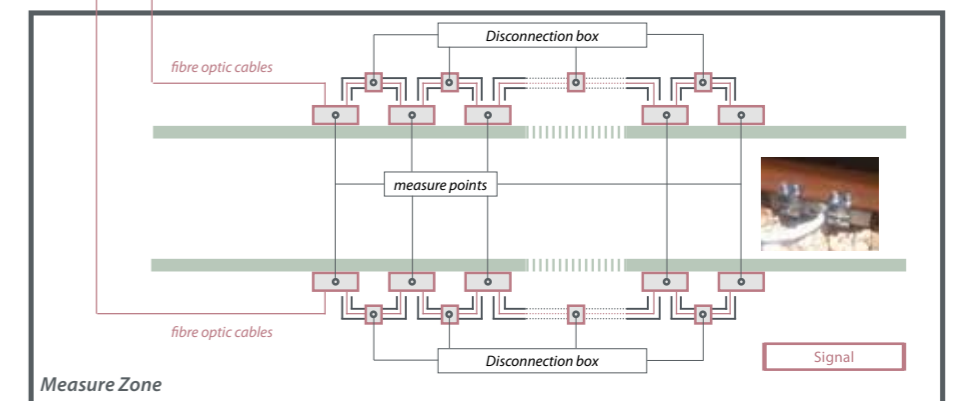 Disconnection box
fibre optic cables
measure points
fibre optic cables
Disconnection box
Signal
Measure Zone